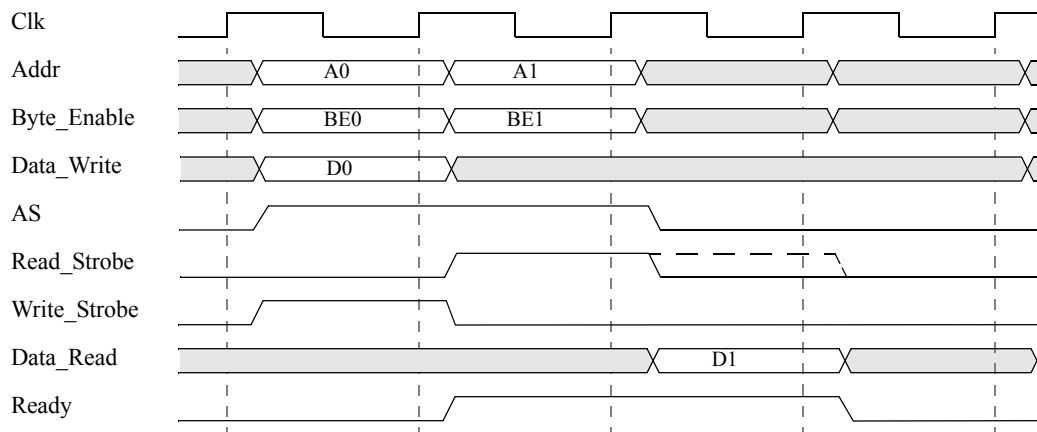 Clk
Addr A0 A1
Byte_Enable BE0 BE1
Data_Write D0
AS
Read_Strobe
Write_Strobe
Data_Read D1
Ready